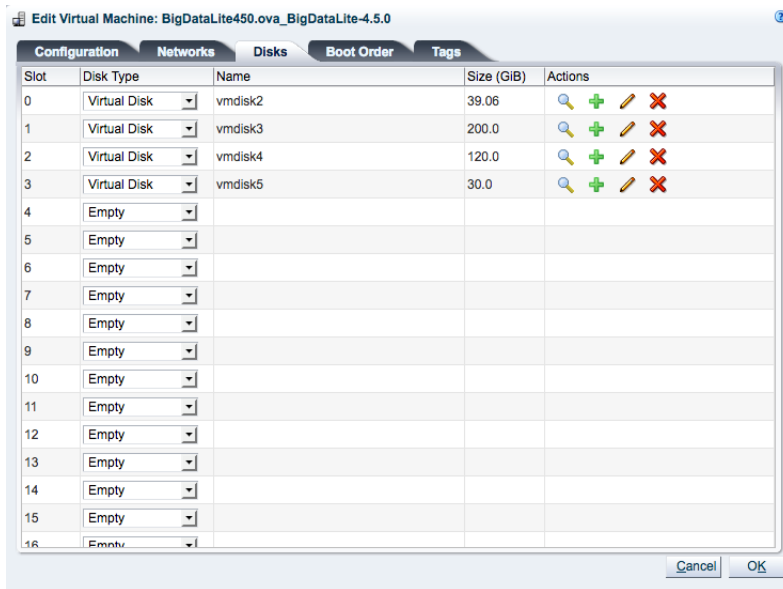 Edit Virtual Machine: BigDataLite450.ova_BigDataLite-4.5.0
Configuration Networks Disks Boot Order Tags
Slot Disk Type Name Size (GiB) Actions
0 Virtual Disk vmdisk2 39.06
1 Virtual Disk vmdisk3 200.0
2 Virtual Disk vmdisk4 120.0
3 Virtual Disk vmdisk5 30.0
4 Empty
5 Empty
6 Empty
7 Empty
8 Empty
9 Empty
10 Empty
11 Empty
12 Empty
13 Empty
14 Empty
15 Empty
16 Empty
Cancel OK